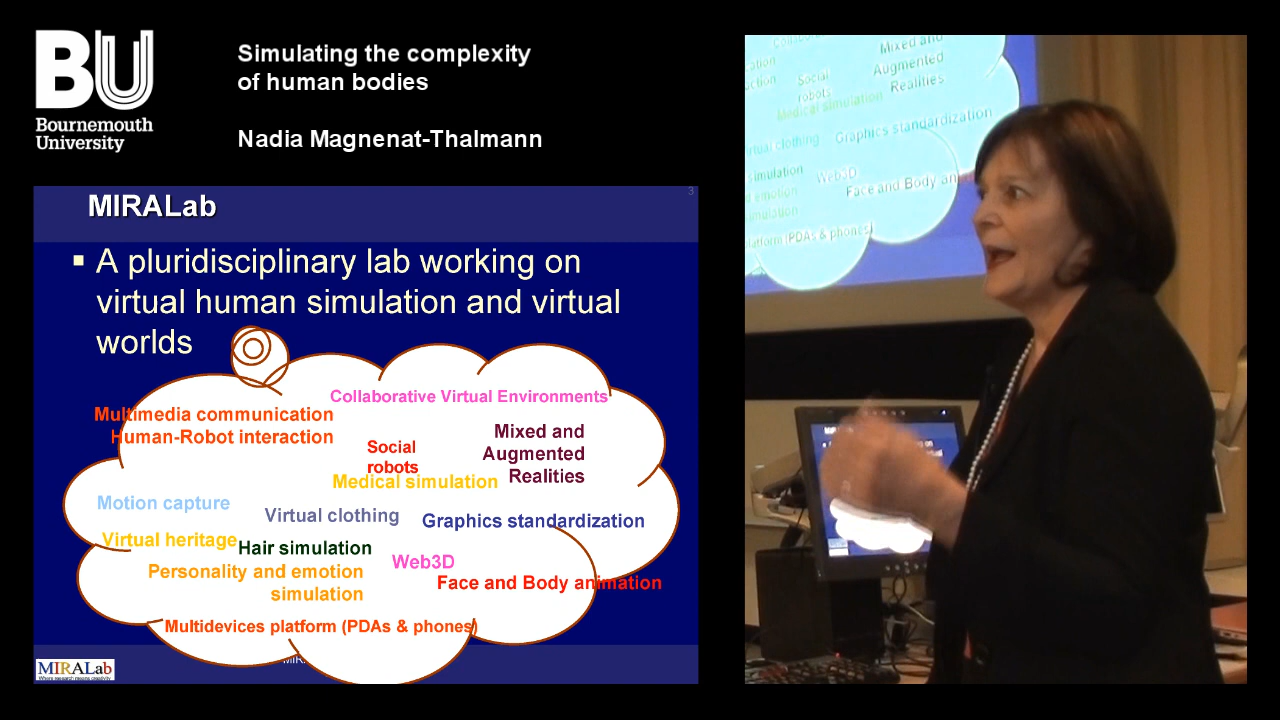 BU
Bournemouth
University
Simulating the complexity
of human bodies
Nadia Magnenat-Thalmann
3
MIRALab
▪ A pluridisciplinary lab working on
virtual human simulation and virtual
worlds
Collaborative Virtual Environments
Multimedia communication
Human-Robot interaction
Mixed and
Augmented
Realities
Social
robots
Medical simulation
Motion capture
Virtual clothing
Graphics standardization
Virtual heritage
Hair simulation
Web3D
Personality and emotion
simulation
Face and Body animation
Multidevices platform (PDAs & phones)
MIRALab
Mixed and
Augmented
Realities
Social
robots
Medical simulation
Graphics standardization
clothing
simulation
Web3D
Face and Body
emotion
(PDAs & phones)